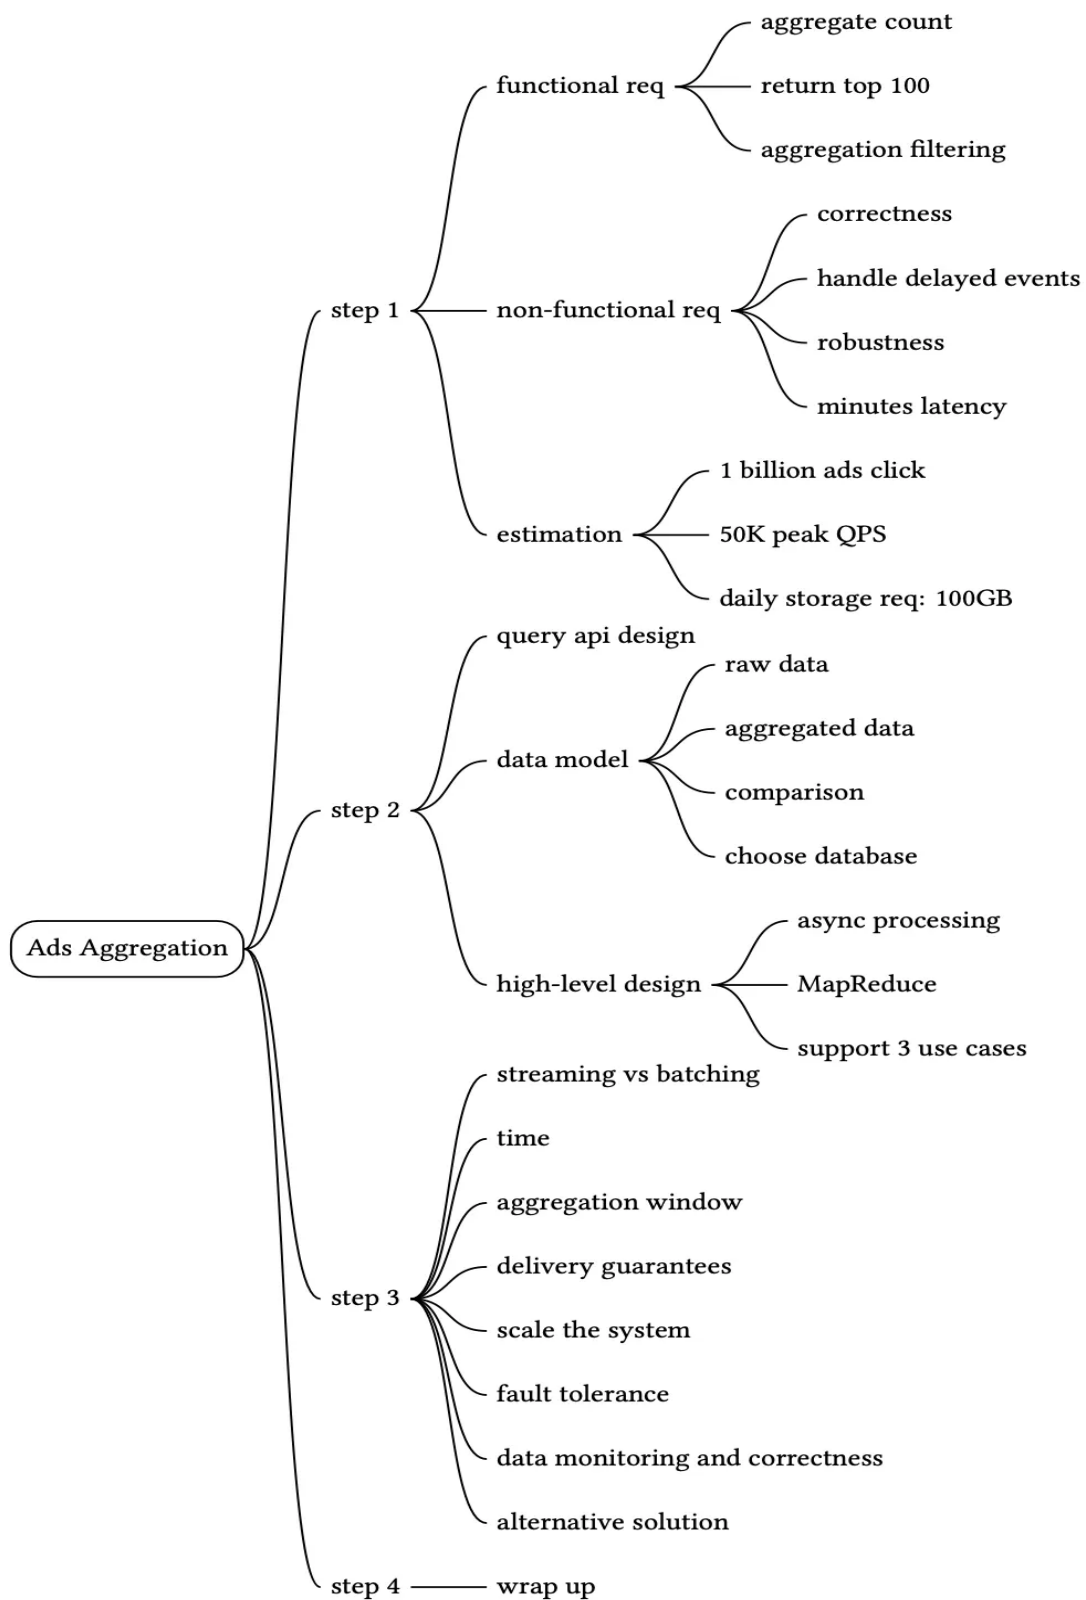 Ads Aggregation
step 1
functional req
aggregate count
return top 100
aggregation filtering
non-functional req
correctness
handle delayed events
robustness
minutes latency
estimation
1 billion ads click
50K peak QPS
daily storage req: 100GB
step 2
query api design
data model
raw data
aggregated data
comparison
choose database
high-level design
async processing
MapReduce
support 3 use cases
step 3
streaming vs batching
time
aggregation window
delivery guarantees
scale the system
fault tolerance
data monitoring and correctness
alternative solution
step 4
wrap up